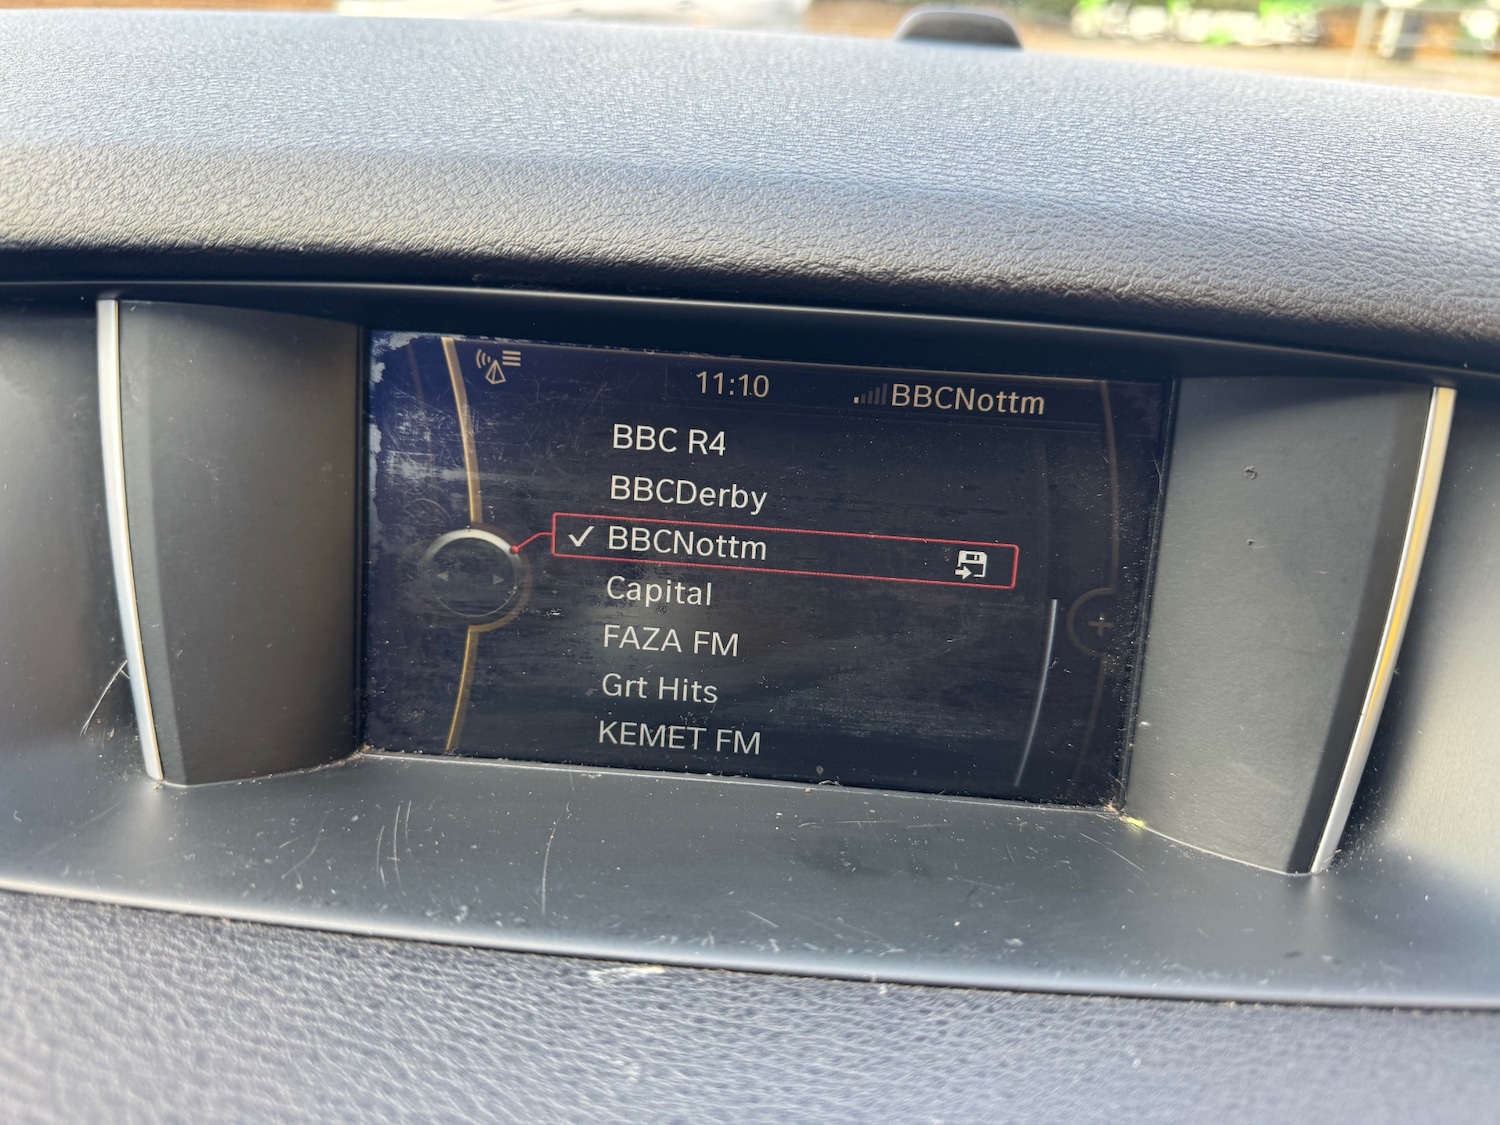 11:10 BBCNottm
BBC R4
BBCDerby
BBCNottm
Capital
FAZA FM
Grt Hits
KEMET FM